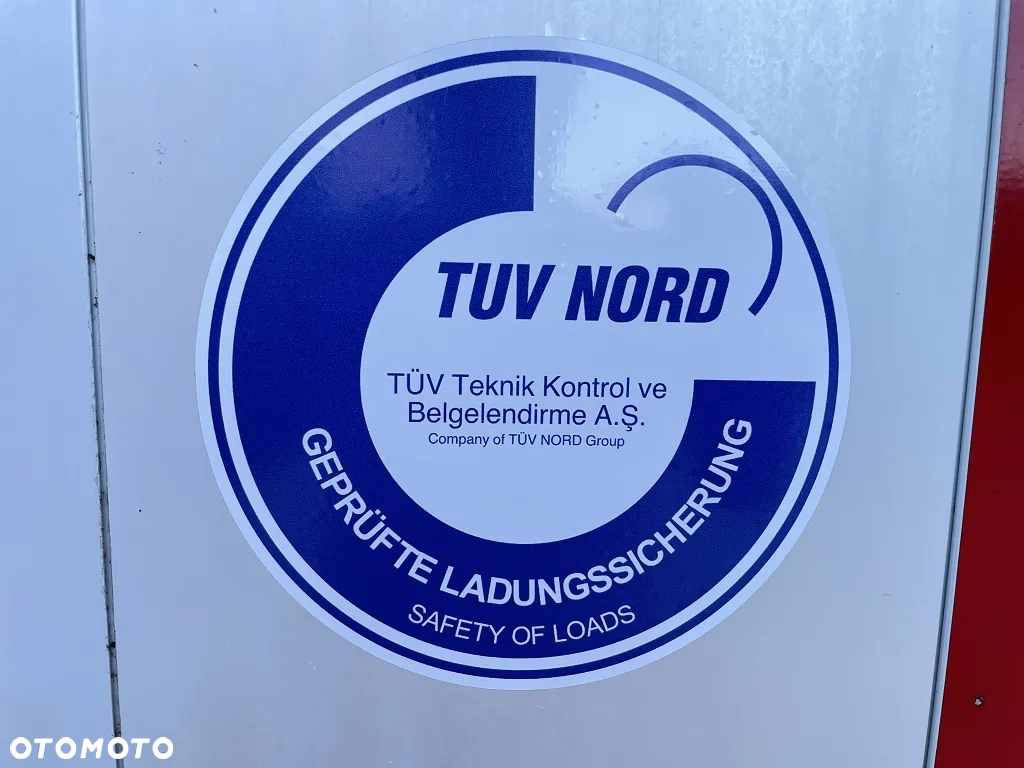 TUV NORD
TÜV Teknik Kontrol ve
Belgelendirme A.Ş.
Company of TÜV NORD Group
GEPRÜFTE LADUNGSSICHERUNG
SAFETY OF LOADS
OTOMOTO